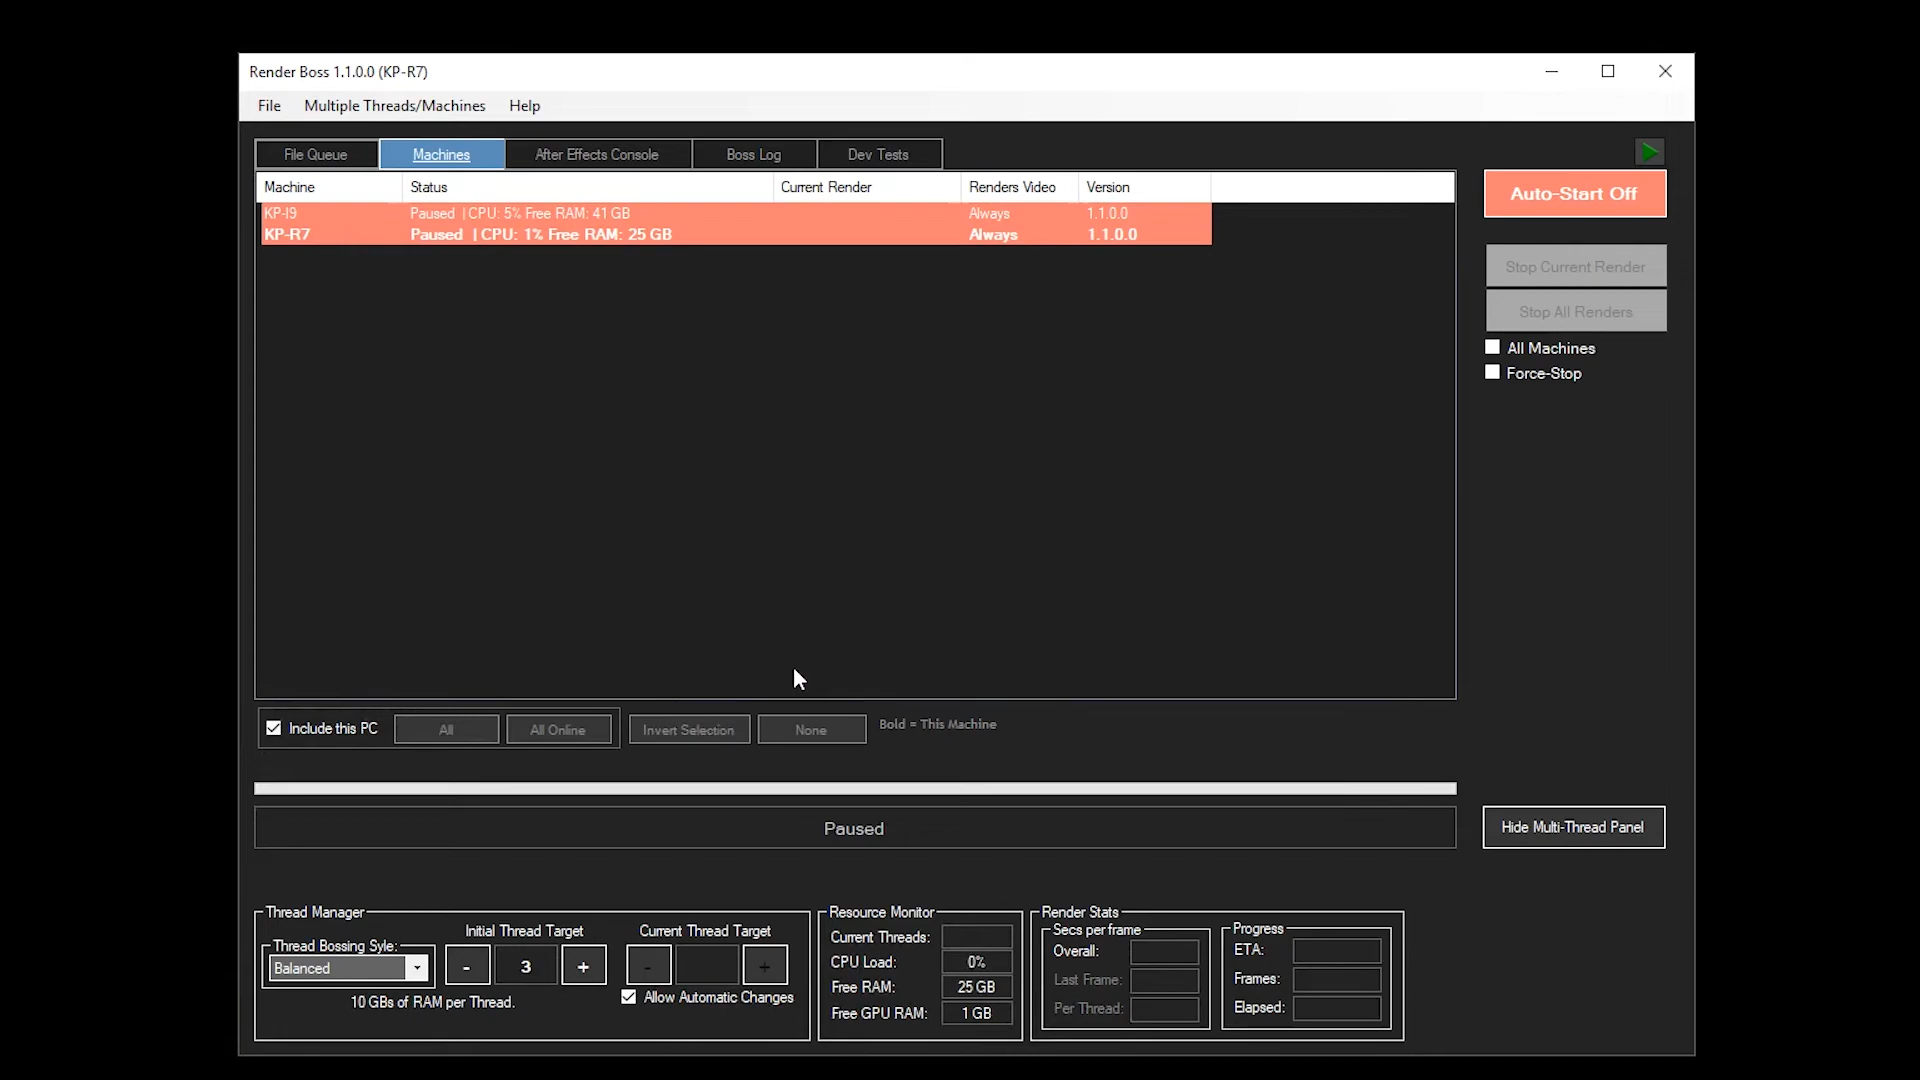 Render Boss 1.1.0.0 (KP-R7)
File Multiple Threads/Machines Help
File Queue Machines After Effects Console Boss Log Dev Tests
Machine Status Current Render Renders Video Version
KP-I9 Paused | CPU: 5% Free RAM: 41 GB Always 1.1.0.0
KP-R7 Paused | CPU: 1% Free RAM: 25 GB Always 1.1.0.0
Auto-Start Off
Stop Current Render
Stop All Renders
All Machines
Force-Stop
Include this PC All All Online Invert Selection None Bold = This Machine
Paused
Hide Multi-Thread Panel
Thread Manager
Thread Bossing Syle:
Balanced
10 GBs of RAM per Thread.
Initial Thread Target
- 3 +
Current Thread Target
- +
Allow Automatic Changes
Resource Monitor
Current Threads:
CPU Load: 0%
Free RAM: 25 GB
Free GPU RAM: 1 GB
Render Stats
Secs per frame
Overall:
Last Frame:
Per Thread:
Progress
ETA:
Frames:
Elapsed: